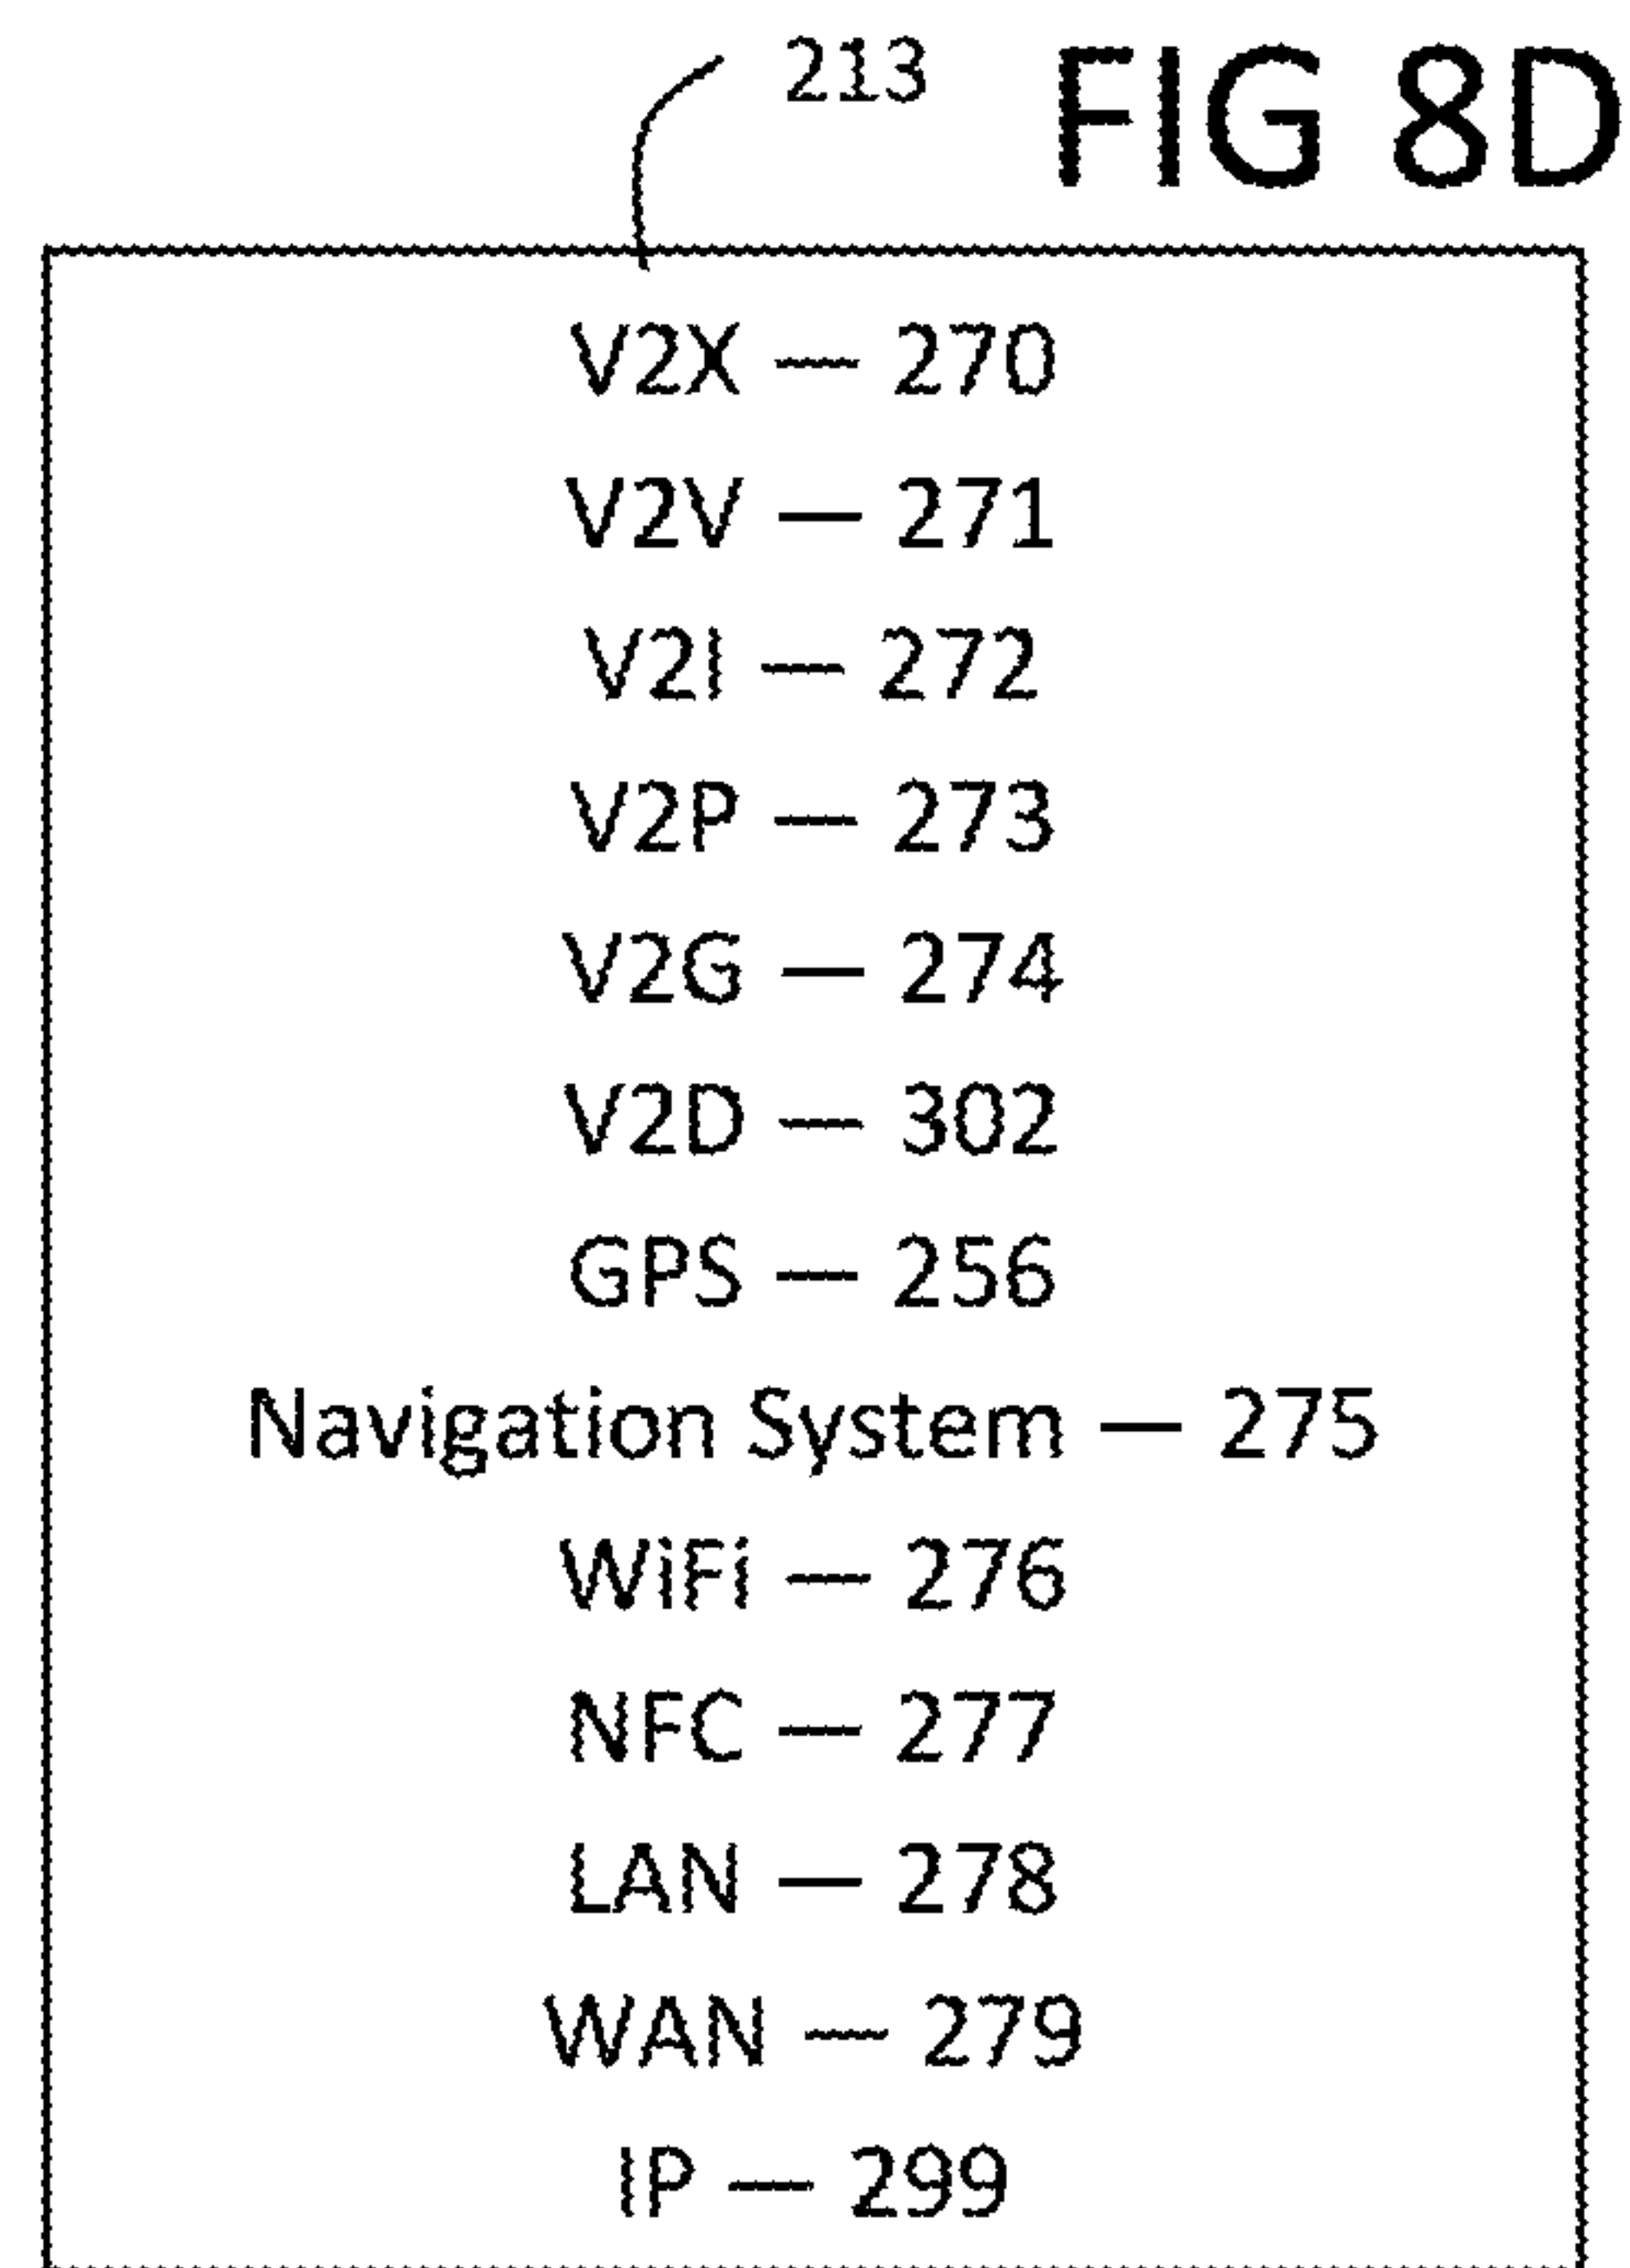 213 FIG 8D
V2X — 270
V2V — 271
V2I — 272
V2P — 273
V2G — 274
V2D — 302
GPS — 256
Navigation System — 275
WiFi — 276
NFC — 277
LAN — 278
WAN — 279
IP — 299